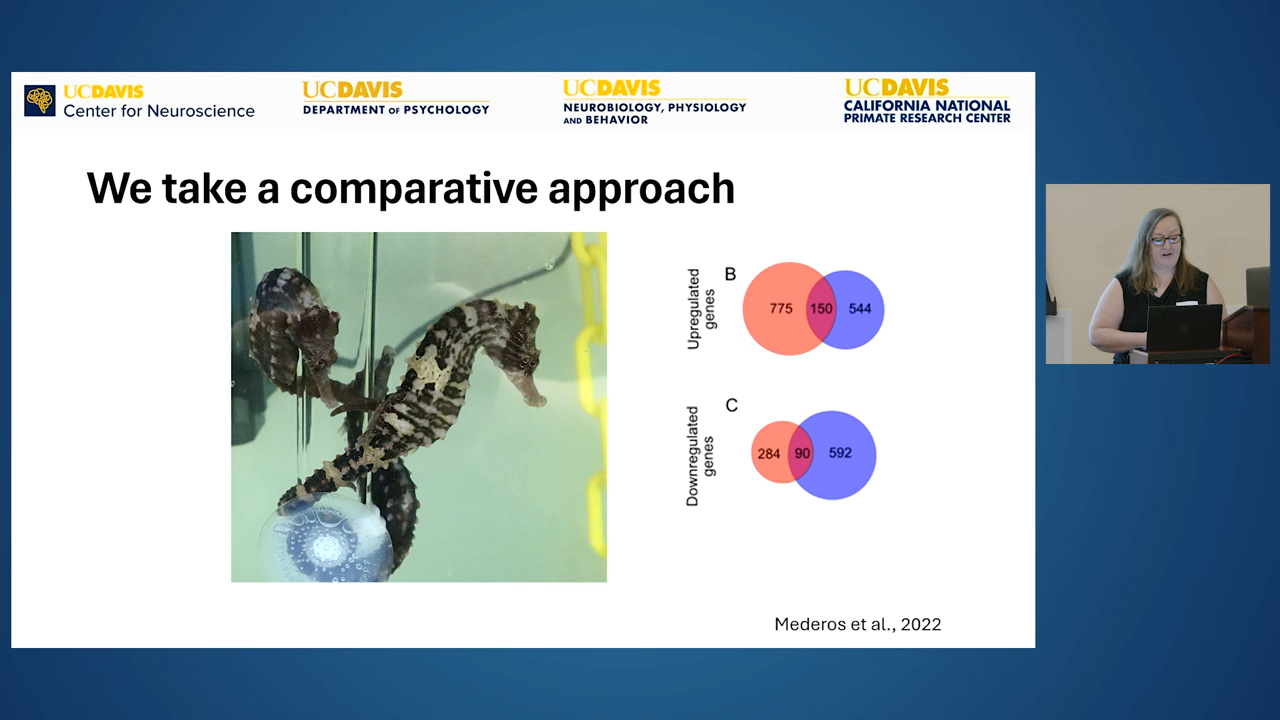 UCDAVIS
Center for Neuroscience
UCDAVIS
DEPARTMENT OF PSYCHOLOGY
UCDAVIS
NEUROBIOLOGY, PHYSIOLOGY
AND BEHAVIOR
UCDAVIS
CALIFORNIA NATIONAL
PRIMATE RESEARCH CENTER
We take a comparative approach
B
Upregulated
genes
775 150 544
C
Downregulated
genes
284 90 592
Mederos et al., 2022